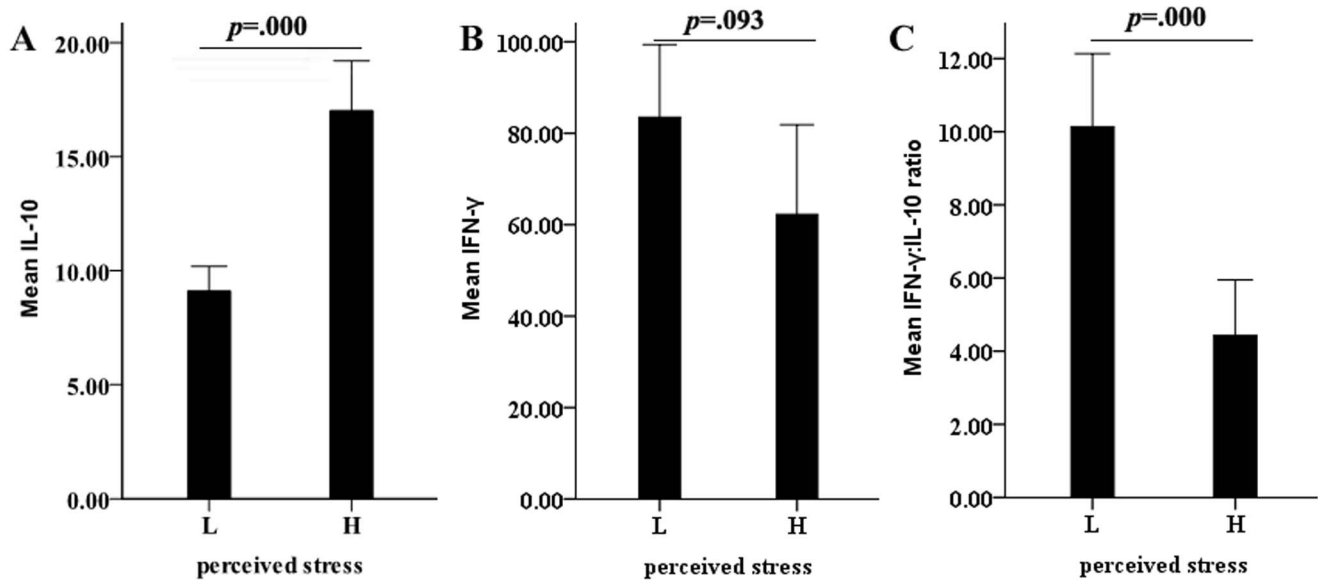 A
p=.000
20.00
15.00
10.00
5.00
0.00
Mean IL-10
L
H
perceived stress
B
p=.093
100.00
80.00
60.00
40.00
20.00
0.00
Mean IFN-γ
L
H
perceived stress
C
p=.000
12.00
10.00
8.00
6.00
4.00
2.00
0.00
Mean IFN-γ:IL-10 ratio
L
H
perceived stress